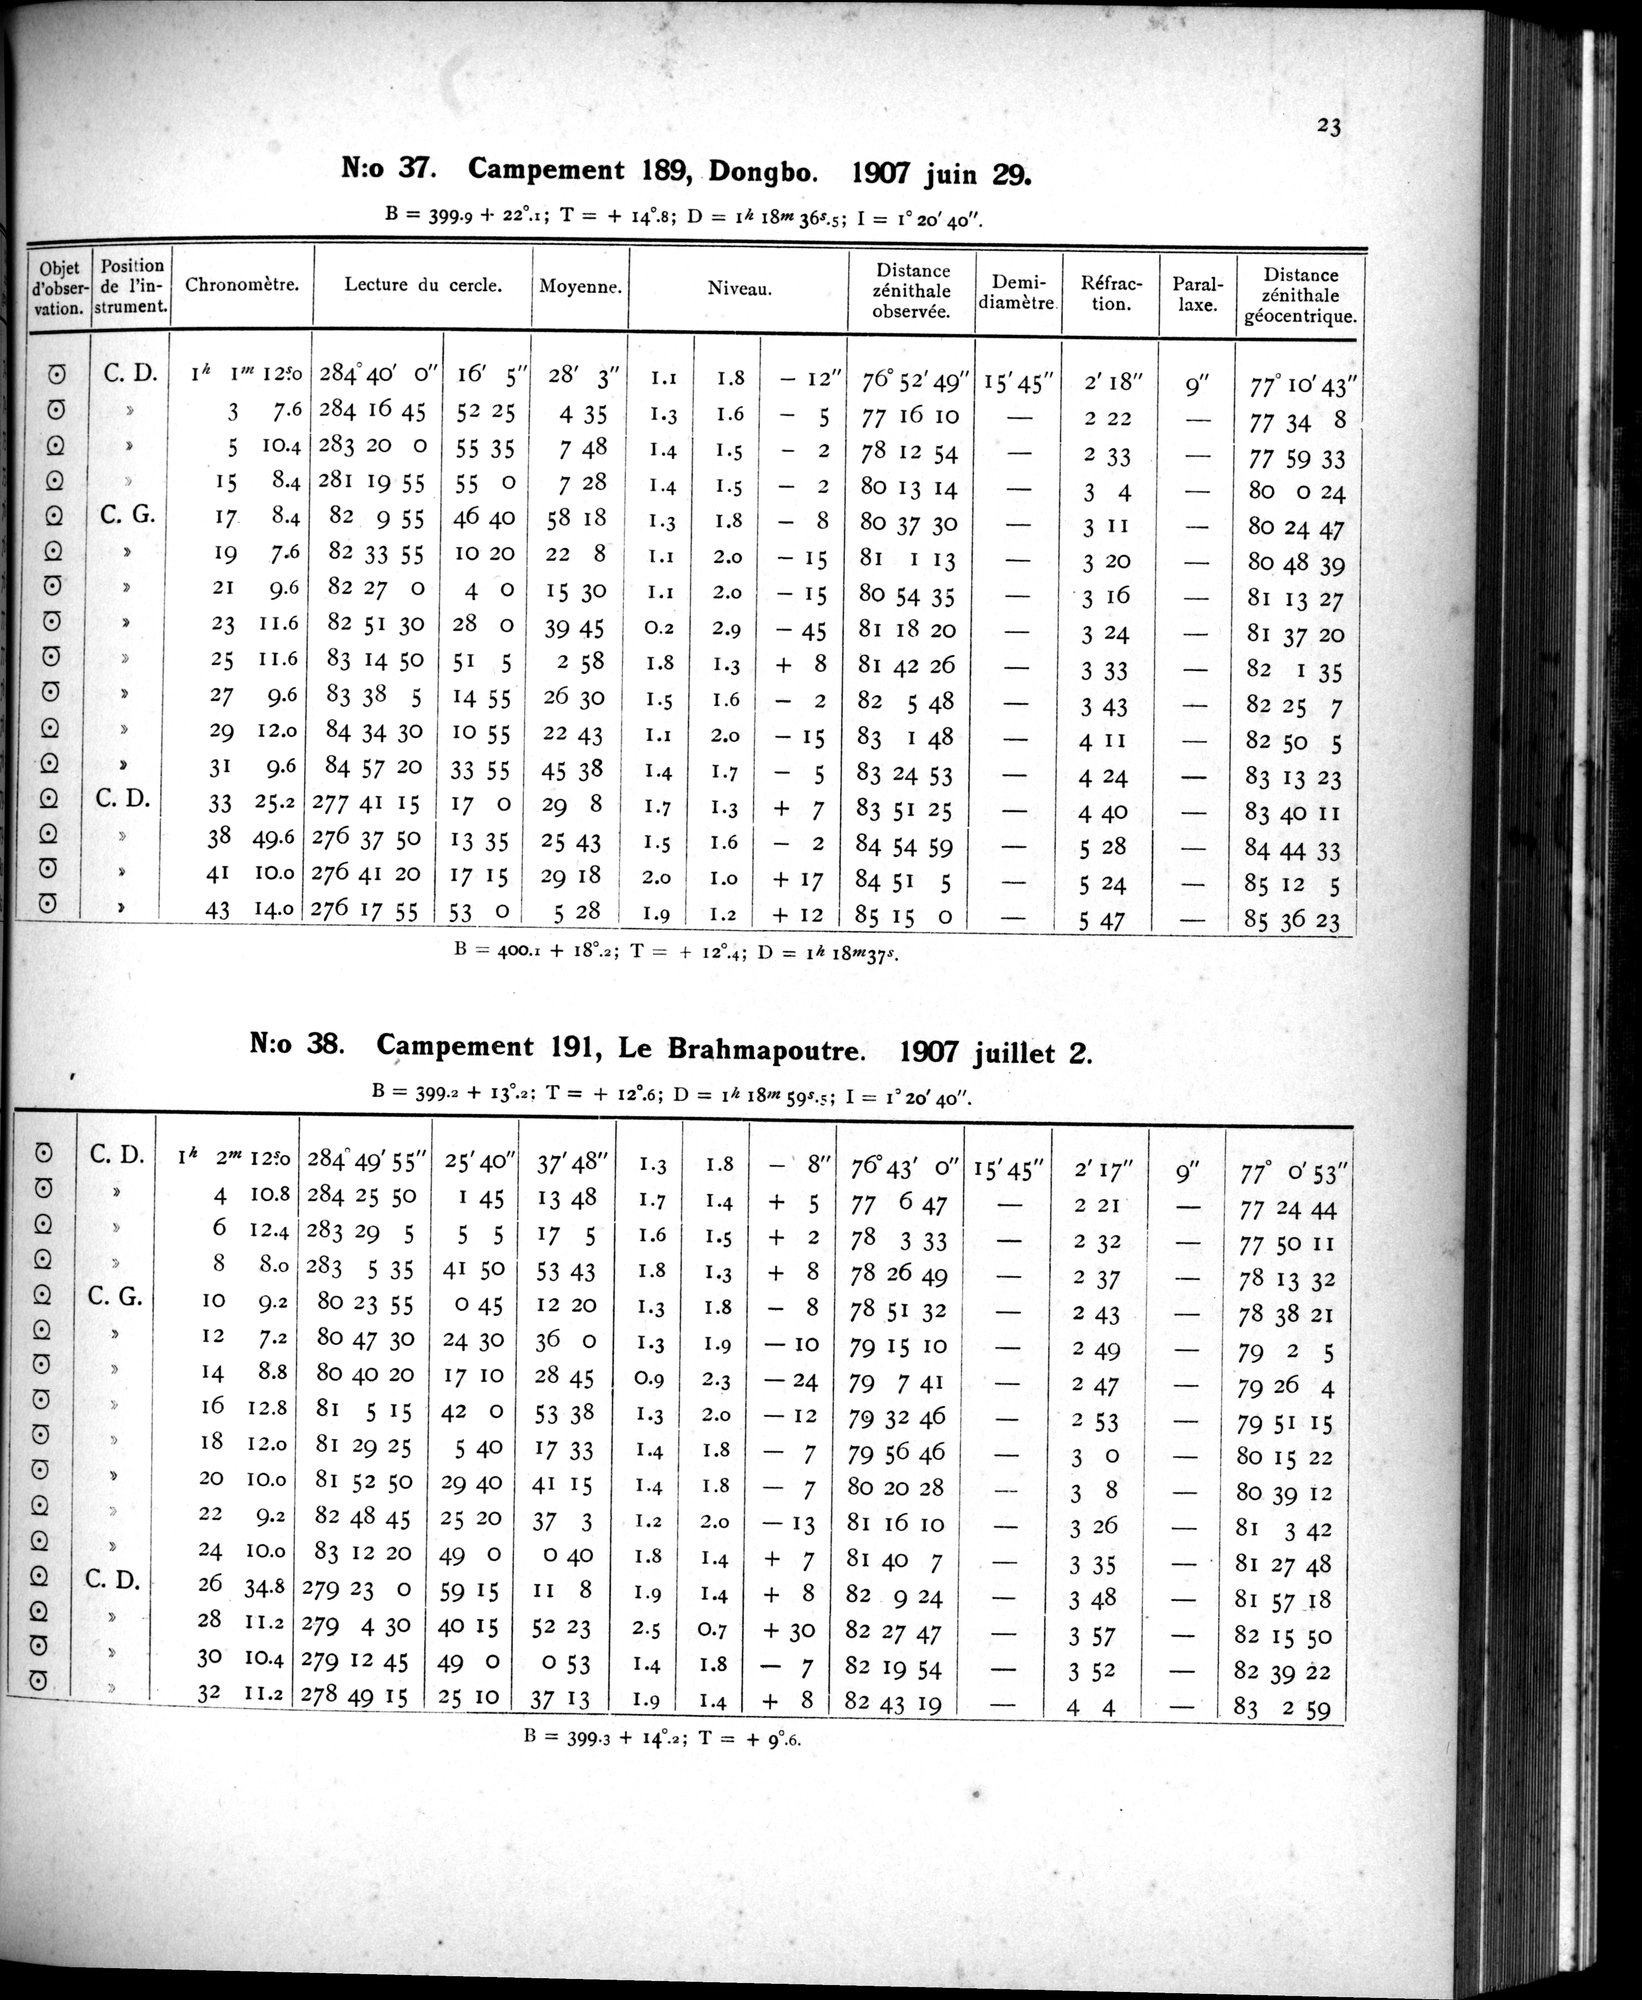 23
N:o 37. Campement 189, Dongbo. 1907 juin 29.
B = 399.9 + 22°.1; T = + 14°.8; D = 1h 18m 36s.5; I = 1° 20′ 40″.
Objet d'obser- vation. Position de l'in- strument. Chronomètre. Lecture du cercle. Moyenne. Niveau. Distance zénithale observée. Demi- diamètre. Réfrac- tion. Paral- laxe. Distance zénithale géocentrique.
C. D. 1h 1m 12s.0 284° 40′ 0″ 16′ 5″ 28′ 3″ 1.1 1.8 − 12″ 76° 52′ 49″ 15′ 45″ 2′ 18″ 9″ 77° 10′ 43″
» 3 7.6 284 16 45 52 25 4 35 1.3 1.6 − 5 77 16 10 — 2 22 — 77 34 8
» 5 10.4 283 20 0 55 35 7 48 1.4 1.5 − 2 78 12 54 — 2 33 — 77 59 33
» 15 8.4 281 19 55 55 0 7 28 1.4 1.5 − 2 80 13 14 — 3 4 — 80 0 24
C. G. 17 8.4 82 9 55 46 40 58 18 1.3 1.8 − 8 80 37 30 — 3 11 — 80 24 47
» 19 7.6 82 33 55 10 20 22 8 1.1 2.0 − 15 81 1 13 — 3 20 — 80 48 39
» 21 9.6 82 27 0 4 0 15 30 1.1 2.0 − 15 80 54 35 — 3 16 — 81 13 27
» 23 11.6 82 51 30 28 0 39 45 0.2 2.9 − 45 81 18 20 — 3 24 — 81 37 20
» 25 11.6 83 14 50 51 5 2 58 1.8 1.3 + 8 81 42 26 — 3 33 — 82 1 35
» 27 9.6 83 38 5 14 55 26 30 1.5 1.6 − 2 82 5 48 — 3 43 — 82 25 7
» 29 12.0 84 34 30 10 55 22 43 1.1 2.0 − 15 83 1 48 — 4 11 — 82 50 5
» 31 9.6 84 57 20 33 55 45 38 1.4 1.7 − 5 83 24 53 — 4 24 — 83 13 23
C. D. 33 25.2 277 41 15 17 0 29 8 1.7 1.3 + 7 83 51 25 — 4 40 — 83 40 11
» 38 49.6 276 37 50 13 35 25 43 1.5 1.6 − 2 84 54 59 — 5 28 — 84 44 33
» 41 10.0 276 41 20 17 15 29 18 2.0 1.0 + 17 84 51 5 — 5 24 — 85 12 5
» 43 14.0 276 17 55 53 0 5 28 1.9 1.2 + 12 85 15 0 — 5 47 — 85 36 23
B = 400.1 + 18°.2; T = + 12°.4; D = 1h 18m 37s.
N:o 38. Campement 191, Le Brahmapoutre. 1907 juillet 2.
B = 399.2 + 13°.2; T = + 12°.6; D = 1h 18m 59s.5; I = 1° 20′ 40″.
C. D. 1h 2m 12s.0 284° 49′ 55″ 25′ 40″ 37′ 48″ 1.3 1.8 − 8″ 76° 43′ 0″ 15′ 45″ 2′ 17″ 9″ 77° 0′ 53″
» 4 10.8 284 25 50 1 45 13 48 1.7 1.4 + 5 77 6 47 — 2 21 — 77 24 44
» 6 12.4 283 29 5 5 5 17 5 1.6 1.5 + 2 78 3 33 — 2 32 — 77 50 11
» 8 8.0 283 5 35 41 50 53 43 1.8 1.3 + 8 78 26 49 — 2 37 — 78 13 32
C. G. 10 9.2 80 23 55 0 45 12 20 1.3 1.8 − 8 78 51 32 — 2 43 — 78 38 21
» 12 7.2 80 47 30 24 30 36 0 1.3 1.9 — 10 79 15 10 — 2 49 — 79 2 5
» 14 8.8 80 40 20 17 10 28 45 0.9 2.3 — 24 79 7 41 — 2 47 — 79 26 4
» 16 12.8 81 5 15 42 0 53 38 1.3 2.0 — 12 79 32 46 — 2 53 — 79 51 15
» 18 12.0 81 29 25 5 40 17 33 1.4 1.8 — 7 79 56 46 — 3 0 — 80 15 22
» 20 10.0 81 52 50 29 40 41 15 1.4 1.8 — 7 80 20 28 — 3 8 — 80 39 12
» 22 9.2 82 48 45 25 20 37 3 1.2 2.0 — 13 81 16 10 — 3 26 — 81 3 42
» 24 10.0 83 12 20 49 0 0 40 1.8 1.4 + 7 81 40 7 — 3 35 — 81 27 48
C. D. 26 34.8 279 23 0 59 15 11 8 1.9 1.4 + 8 82 9 24 — 3 48 — 81 57 18
» 28 11.2 279 4 30 40 15 52 23 2.5 0.7 + 30 82 27 47 — 3 57 — 82 15 50
» 30 10.4 279 12 45 49 0 0 53 1.4 1.8 — 7 82 19 54 — 3 52 — 82 39 22
» 32 11.2 278 49 15 25 10 37 13 1.9 1.4 + 8 82 43 19 — 4 4 — 83 2 59
B = 399.3 + 14°.2; T = + 9°.6.